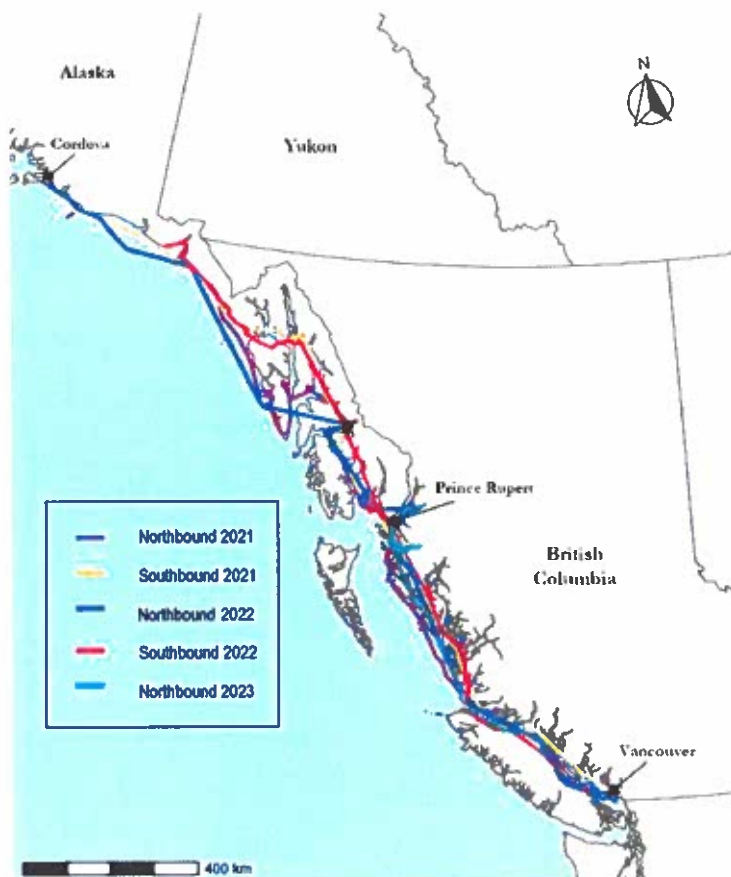 N
Alaska
Cordova
Yukon
Prince Rupert
British
Columbia
Northbound 2021
Southbound 2021
Northbound 2022
Southbound 2022
Northbound 2023
Vancouver
400 km